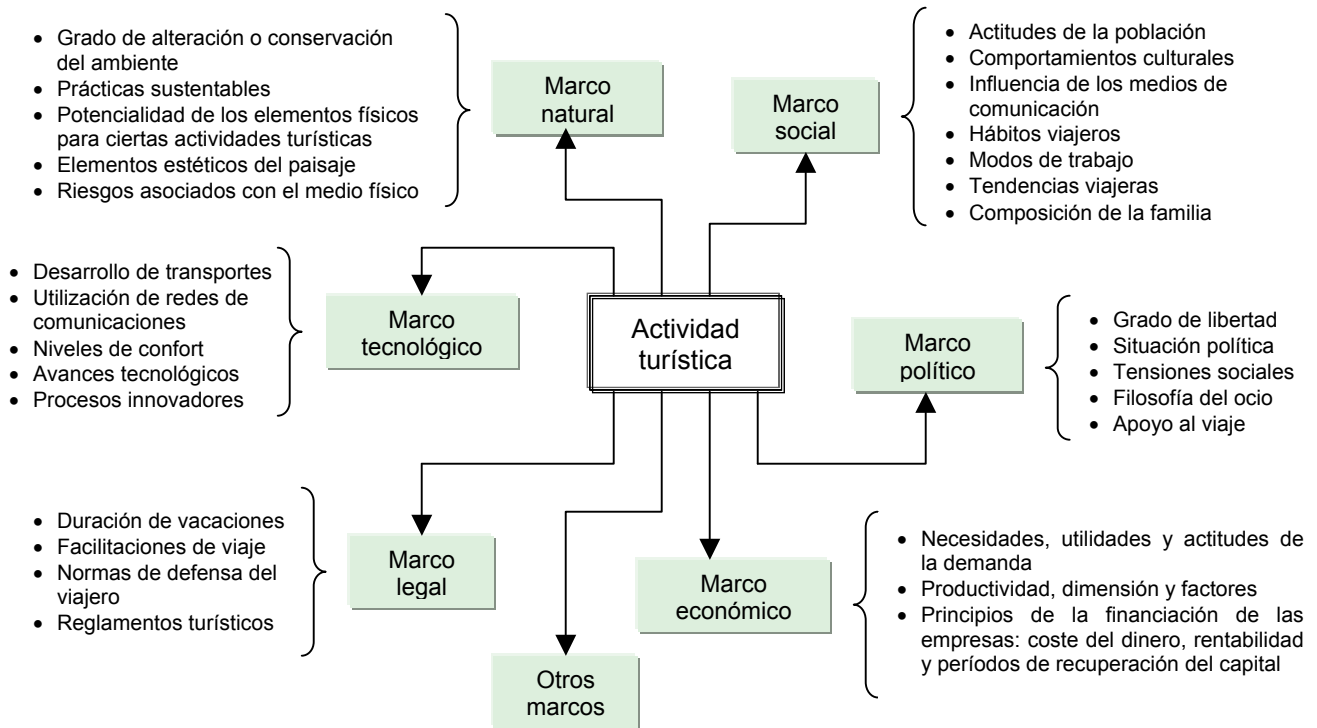 • Grado de alteración o conservación
del ambiente
• Prácticas sustentables
• Potencialidad de los elementos físicos
para ciertas actividades turísticas
• Elementos estéticos del paisaje
• Riesgos asociados con el medio físico
Marco
natural
Marco
social
• Actitudes de la población
• Comportamientos culturales
• Influencia de los medios de
comunicación
• Hábitos viajeros
• Modos de trabajo
• Tendencias viajeras
• Composición de la familia
• Desarrollo de transportes
• Utilización de redes de
comunicaciones
• Niveles de confort
• Avances tecnológicos
• Procesos innovadores
Marco
tecnológico
Actividad
turística
Marco
político
• Grado de libertad
• Situación política
• Tensiones sociales
• Filosofía del ocio
• Apoyo al viaje
• Duración de vacaciones
• Facilitaciones de viaje
• Normas de defensa del
viajero
• Reglamentos turísticos
Marco
legal
Otros
marcos
Marco
económico
• Necesidades, utilidades y actitudes de
la demanda
• Productividad, dimensión y factores
• Principios de la financiación de las
empresas: coste del dinero, rentabilidad
y períodos de recuperación del capital